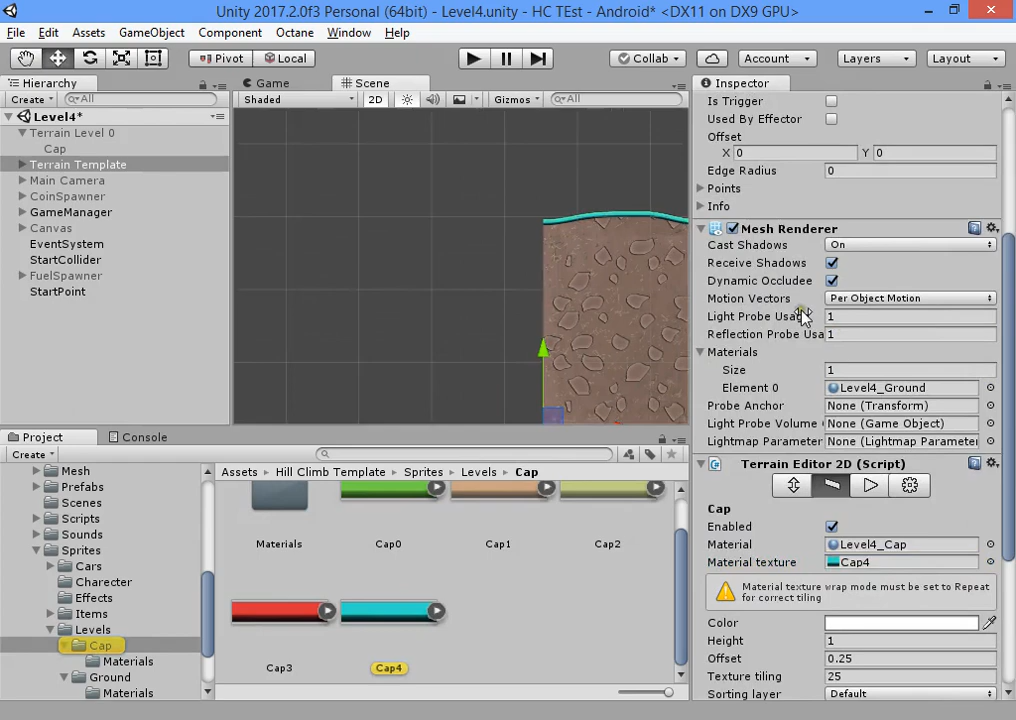 Unity 2017.2.0f3 Personal (64bit) - Level4.unity - HC TEst - Android* <DX11 on DX9 GPU>
File Edit Assets GameObject Component Octane Window Help
Pivot Local Collab Account Layers Layout
Hierarchy
Create All
Level4*
Terrain Level 0
Cap
Terrain Template
Main Camera
CoinSpawner
GameManager
Canvas
EventSystem
StartCollider
FuelSpawner
StartPoint
Game Scene
Shaded 2D Gizmos All
Inspector
Is Trigger
Used By Effector
Offset
X 0 Y 0
Edge Radius 0
Points
Info
Mesh Renderer
Cast Shadows On
Receive Shadows
Dynamic Occludee
Motion Vectors Per Object Motion
Light Probe Usag 1
Reflection Probe Usa 1
Materials
Size 1
Element 0 Level4_Ground
Probe Anchor None (Transform)
Light Probe Volume None (Game Object)
Lightmap Parameter None (Lightmap Parameter
Terrain Editor 2D (Script)
Cap
Enabled
Material Level4_Cap
Material texture Cap4
Material texture wrap mode must be set to Repeat
for correct tiling
Color
Height 1
Offset 0.25
Texture tiling 25
Sorting layer Default
Project Console
Create
Mesh
Prefabs
Scenes
Scripts
Sounds
Sprites
Cars
Charecter
Effects
Items
Levels
Cap
Materials
Ground
Materials
Assets Hill Climb Template Sprites Levels Cap
Materials Cap0 Cap1 Cap2
Cap3 Cap4